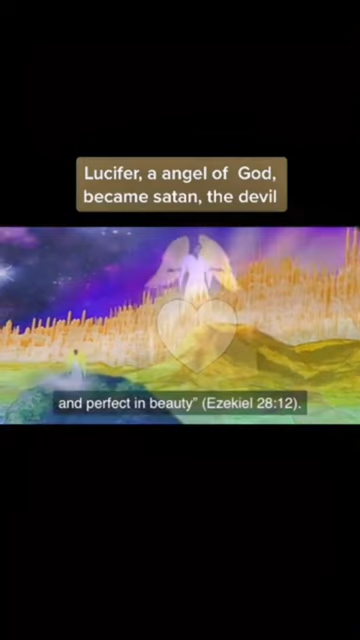 Lucifer, a angel of God,
became satan, the devil
and perfect in beauty” (Ezekiel 28:12).